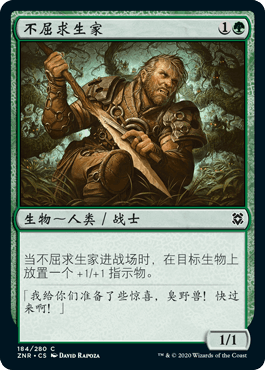 不屈求生家 1
生物～人类 / 战士
当不屈求生家进战场时，在目标生物上
放置一个 +1/+1 指示物。
「我给你们准备了些惊喜，臭野兽！快过
来啊！」
1/1
184/280 C
ZNR • CS DAVID RAPOZA
™ & © 2020 Wizards of the Coast